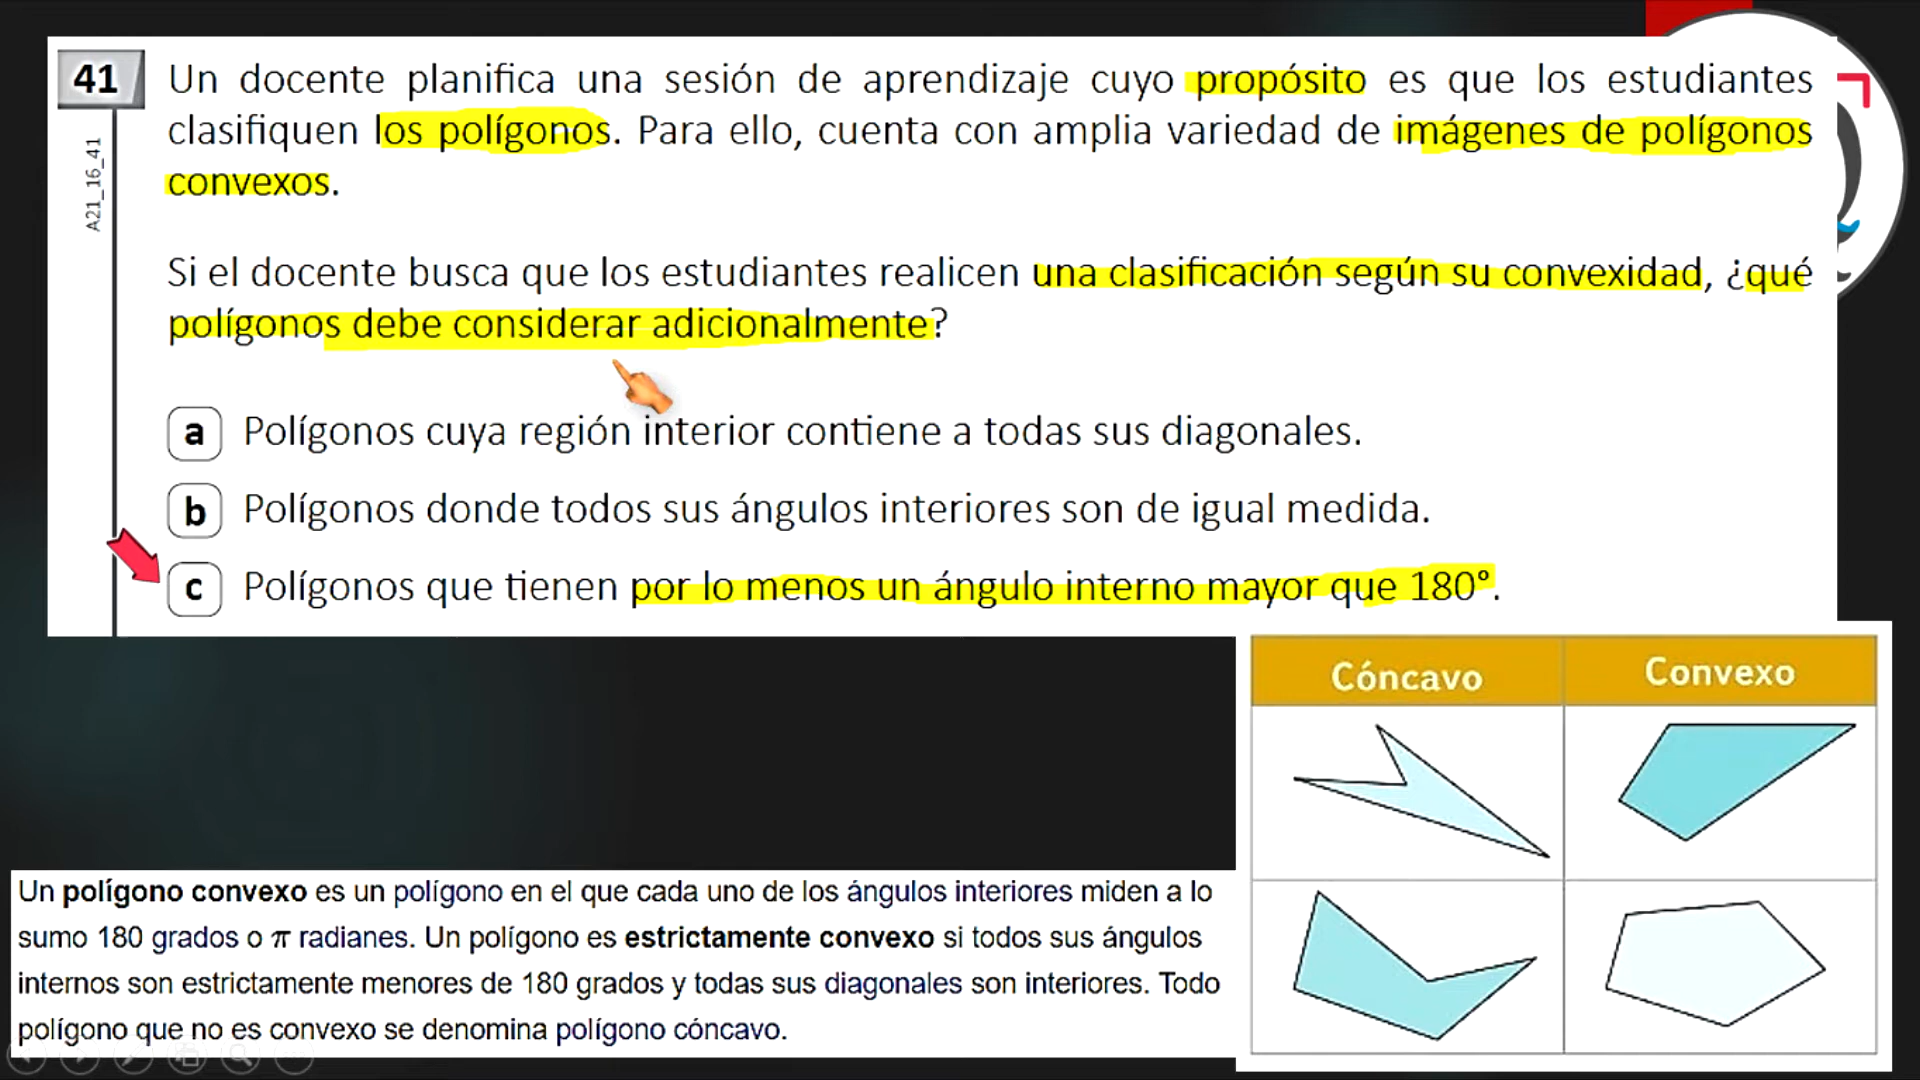 41
Un docente planifica una sesión de aprendizaje cuyo propósito es que los estudiantes
clasifiquen los polígonos. Para ello, cuenta con amplia variedad de imágenes de polígonos
convexos.
A21_16_41
Si el docente busca que los estudiantes realicen una clasificación según su convexidad, ¿qué
polígonos debe considerar adicionalmente?
a Polígonos cuya región interior contiene a todas sus diagonales.
b Polígonos donde todos sus ángulos interiores son de igual medida.
c Polígonos que tienen por lo menos un ángulo interno mayor que 180°.
Cóncavo Convexo
Un polígono convexo es un polígono en el que cada uno de los ángulos interiores miden a lo
sumo 180 grados o π radianes. Un polígono es estrictamente convexo si todos sus ángulos
internos son estrictamente menores de 180 grados y todas sus diagonales son interiores. Todo
polígono que no es convexo se denomina polígono cóncavo.